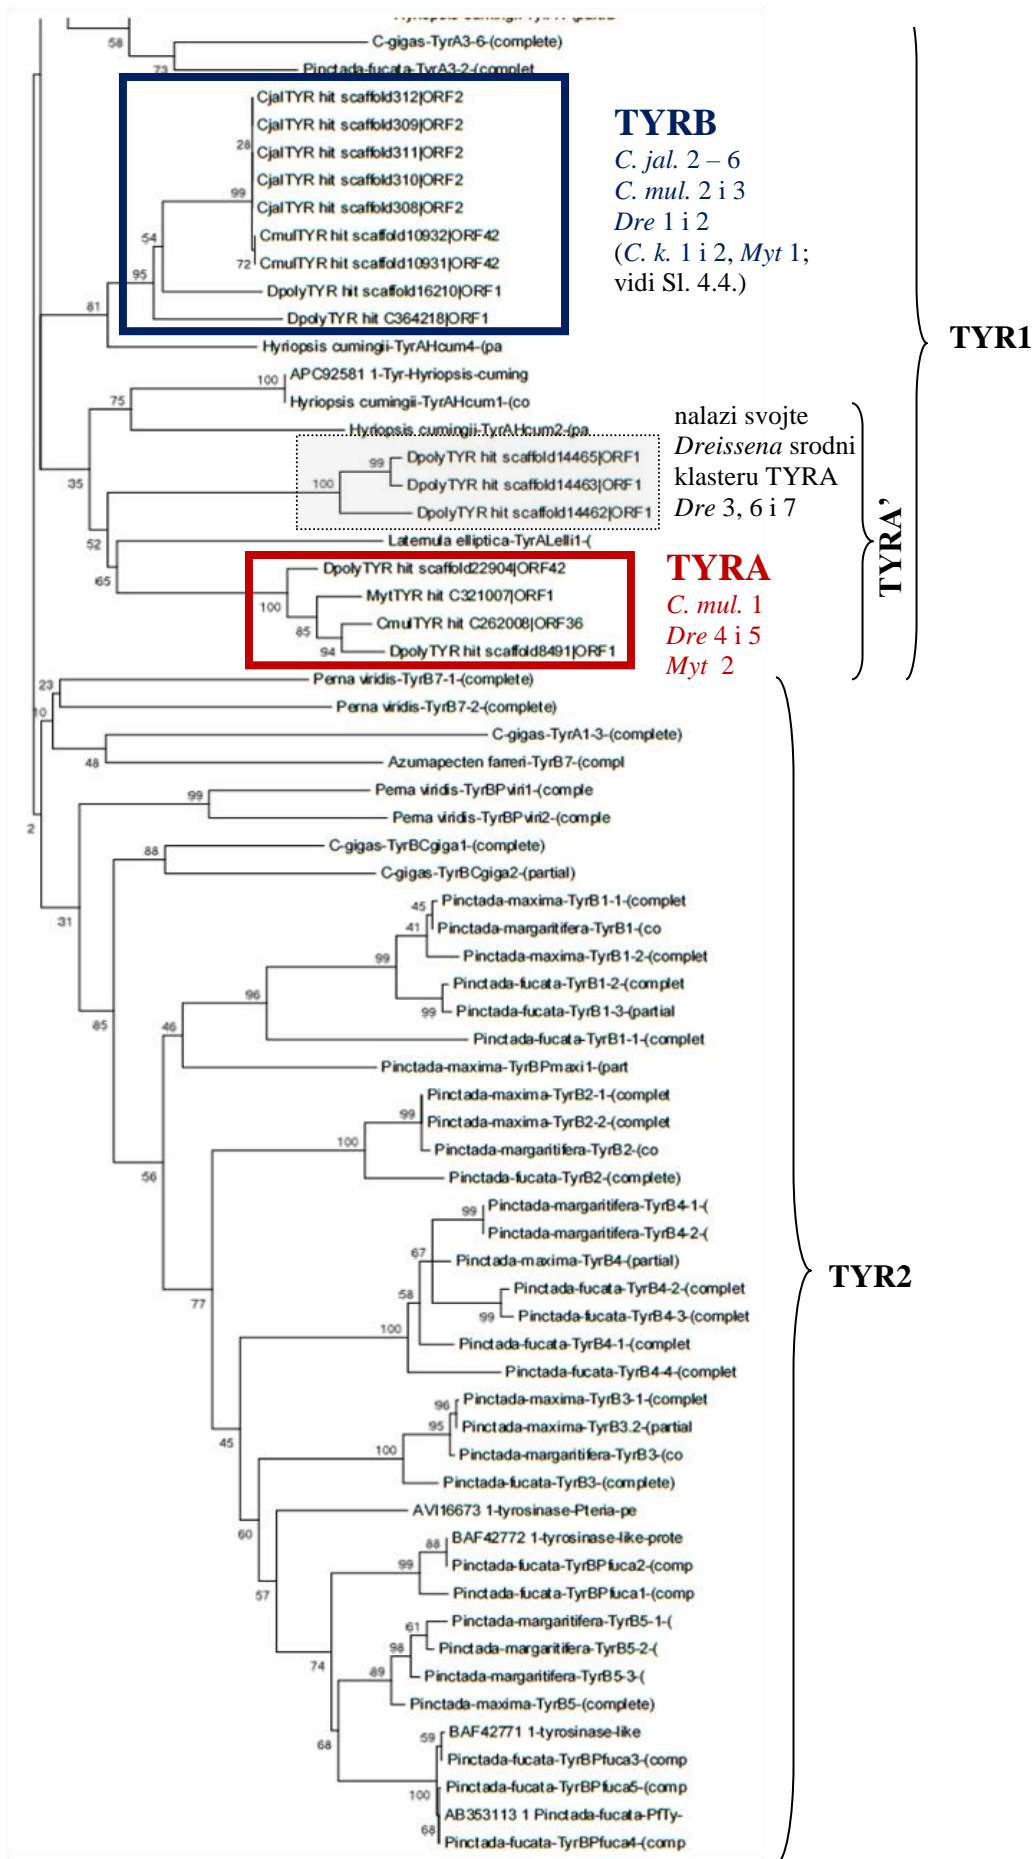 58
C-gigas-TyrA3-6-(complete)
73
Pinctada-fucata-TyrA3-2-(complet
CjalTYR hit scaffold312|ORF2
CjalTYR hit scaffold309|ORF2
28
CjalTYR hit scaffold311|ORF2
CjalTYR hit scaffold310|ORF2
99
CjalTYR hit scaffold308|ORF2
54
CmulTYR hit scaffold10932|ORF42
72
CmulTYR hit scaffold10931|ORF42
95
DpolyTYR hit scaffold16210|ORF1
81
DpolyTYR hit C364218|ORF1
TYRB
C. jal. 2 – 6
C. mul. 2 i 3
Dre 1 i 2
(C. k. 1 i 2, Myt 1;
vidi Sl. 4.4.)
TYR1
Hyriopsis cumingii-TyrAHcum4-(pa
100
APC92581 1-Tyr-Hyriopsis-cuming
75
Hyriopsis cumingii-TyrAHcum1-(co
Hyriopsis cumingii-TyrAHcum2-(pa
35
99
DpolyTYR hit scaffold14465|ORF1
100
DpolyTYR hit scaffold14463|ORF1
DpolyTYR hit scaffold14462|ORF1
nalazi svojte
Dreissena srodni
klasteru TYRA
Dre 3, 6 i 7
TYRA’
52
Laternula elliptica-TyrALelli1-(
65
DpolyTYR hit scaffold22904|ORF42
100
MytTYR hit C321007|ORF1
85
CmulTYR hit C262008|ORF36
94
DpolyTYR hit scaffold8491|ORF1
TYRA
C. mul. 1
Dre 4 i 5
Myt 2
23
Perna viridis-TyrB7-1-(complete)
10
Perna viridis-TyrB7-2-(complete)
C-gigas-TyrA1-3-(complete)
48
Azumapecten farreri-TyrB7-(compl
99
Perna viridis-TyrBPviri1-(comple
2
Perna viridis-TyrBPviri2-(comple
88
C-gigas-TyrBCgiga1-(complete)
C-gigas-TyrBCgiga2-(partial)
31
45
Pinctada-maxima-TyrB1-1-(complet
41
Pinctada-margaritifera-TyrB1-(co
99
Pinctada-maxima-TyrB1-2-(complet
Pinctada-fucata-TyrB1-2-(complet
96
99
Pinctada-fucata-TyrB1-3-(partial
85
46
Pinctada-fucata-TyrB1-1-(complet
Pinctada-maxima-TyrBPmaxi1-(part
Pinctada-maxima-TyrB2-1-(complet
99
Pinctada-maxima-TyrB2-2-(complet
100
Pinctada-margaritifera-TyrB2-(co
56
Pinctada-fucata-TyrB2-(complete)
99
Pinctada-margaritifera-TyrB4-1-(
Pinctada-margaritifera-TyrB4-2-(
67
Pinctada-maxima-TyrB4-(partial)
TYR2
77
58
Pinctada-fucata-TyrB4-2-(complet
99
Pinctada-fucata-TyrB4-3-(complet
100
Pinctada-fucata-TyrB4-1-(complet
Pinctada-fucata-TyrB4-4-(complet
96
Pinctada-maxima-TyrB3-1-(complet
95
Pinctada-maxima-TyrB3.2-(partial
45
100
Pinctada-margaritifera-TyrB3-(co
Pinctada-fucata-TyrB3-(complete)
60
AVI16673 1-tyrosinase-Pteria-pe
88
BAF42772 1-tyrosinase-like-prote
99
Pinctada-fucata-TyrBPfuca2-(comp
57
Pinctada-fucata-TyrBPfuca1-(comp
61
Pinctada-margaritifera-TyrB5-1-(
98
Pinctada-margaritifera-TyrB5-2-(
74
89
Pinctada-margaritifera-TyrB5-3-(
Pinctada-maxima-TyrB5-(complete)
68
59
BAF42771 1-tyrosinase-like
Pinctada-fucata-TyrBPfuca3-(comp
100
Pinctada-fucata-TyrBPfuca5-(comp
AB353113 1 Pinctada-fucata-PfTy-
68
Pinctada-fucata-TyrBPfuca4-(comp